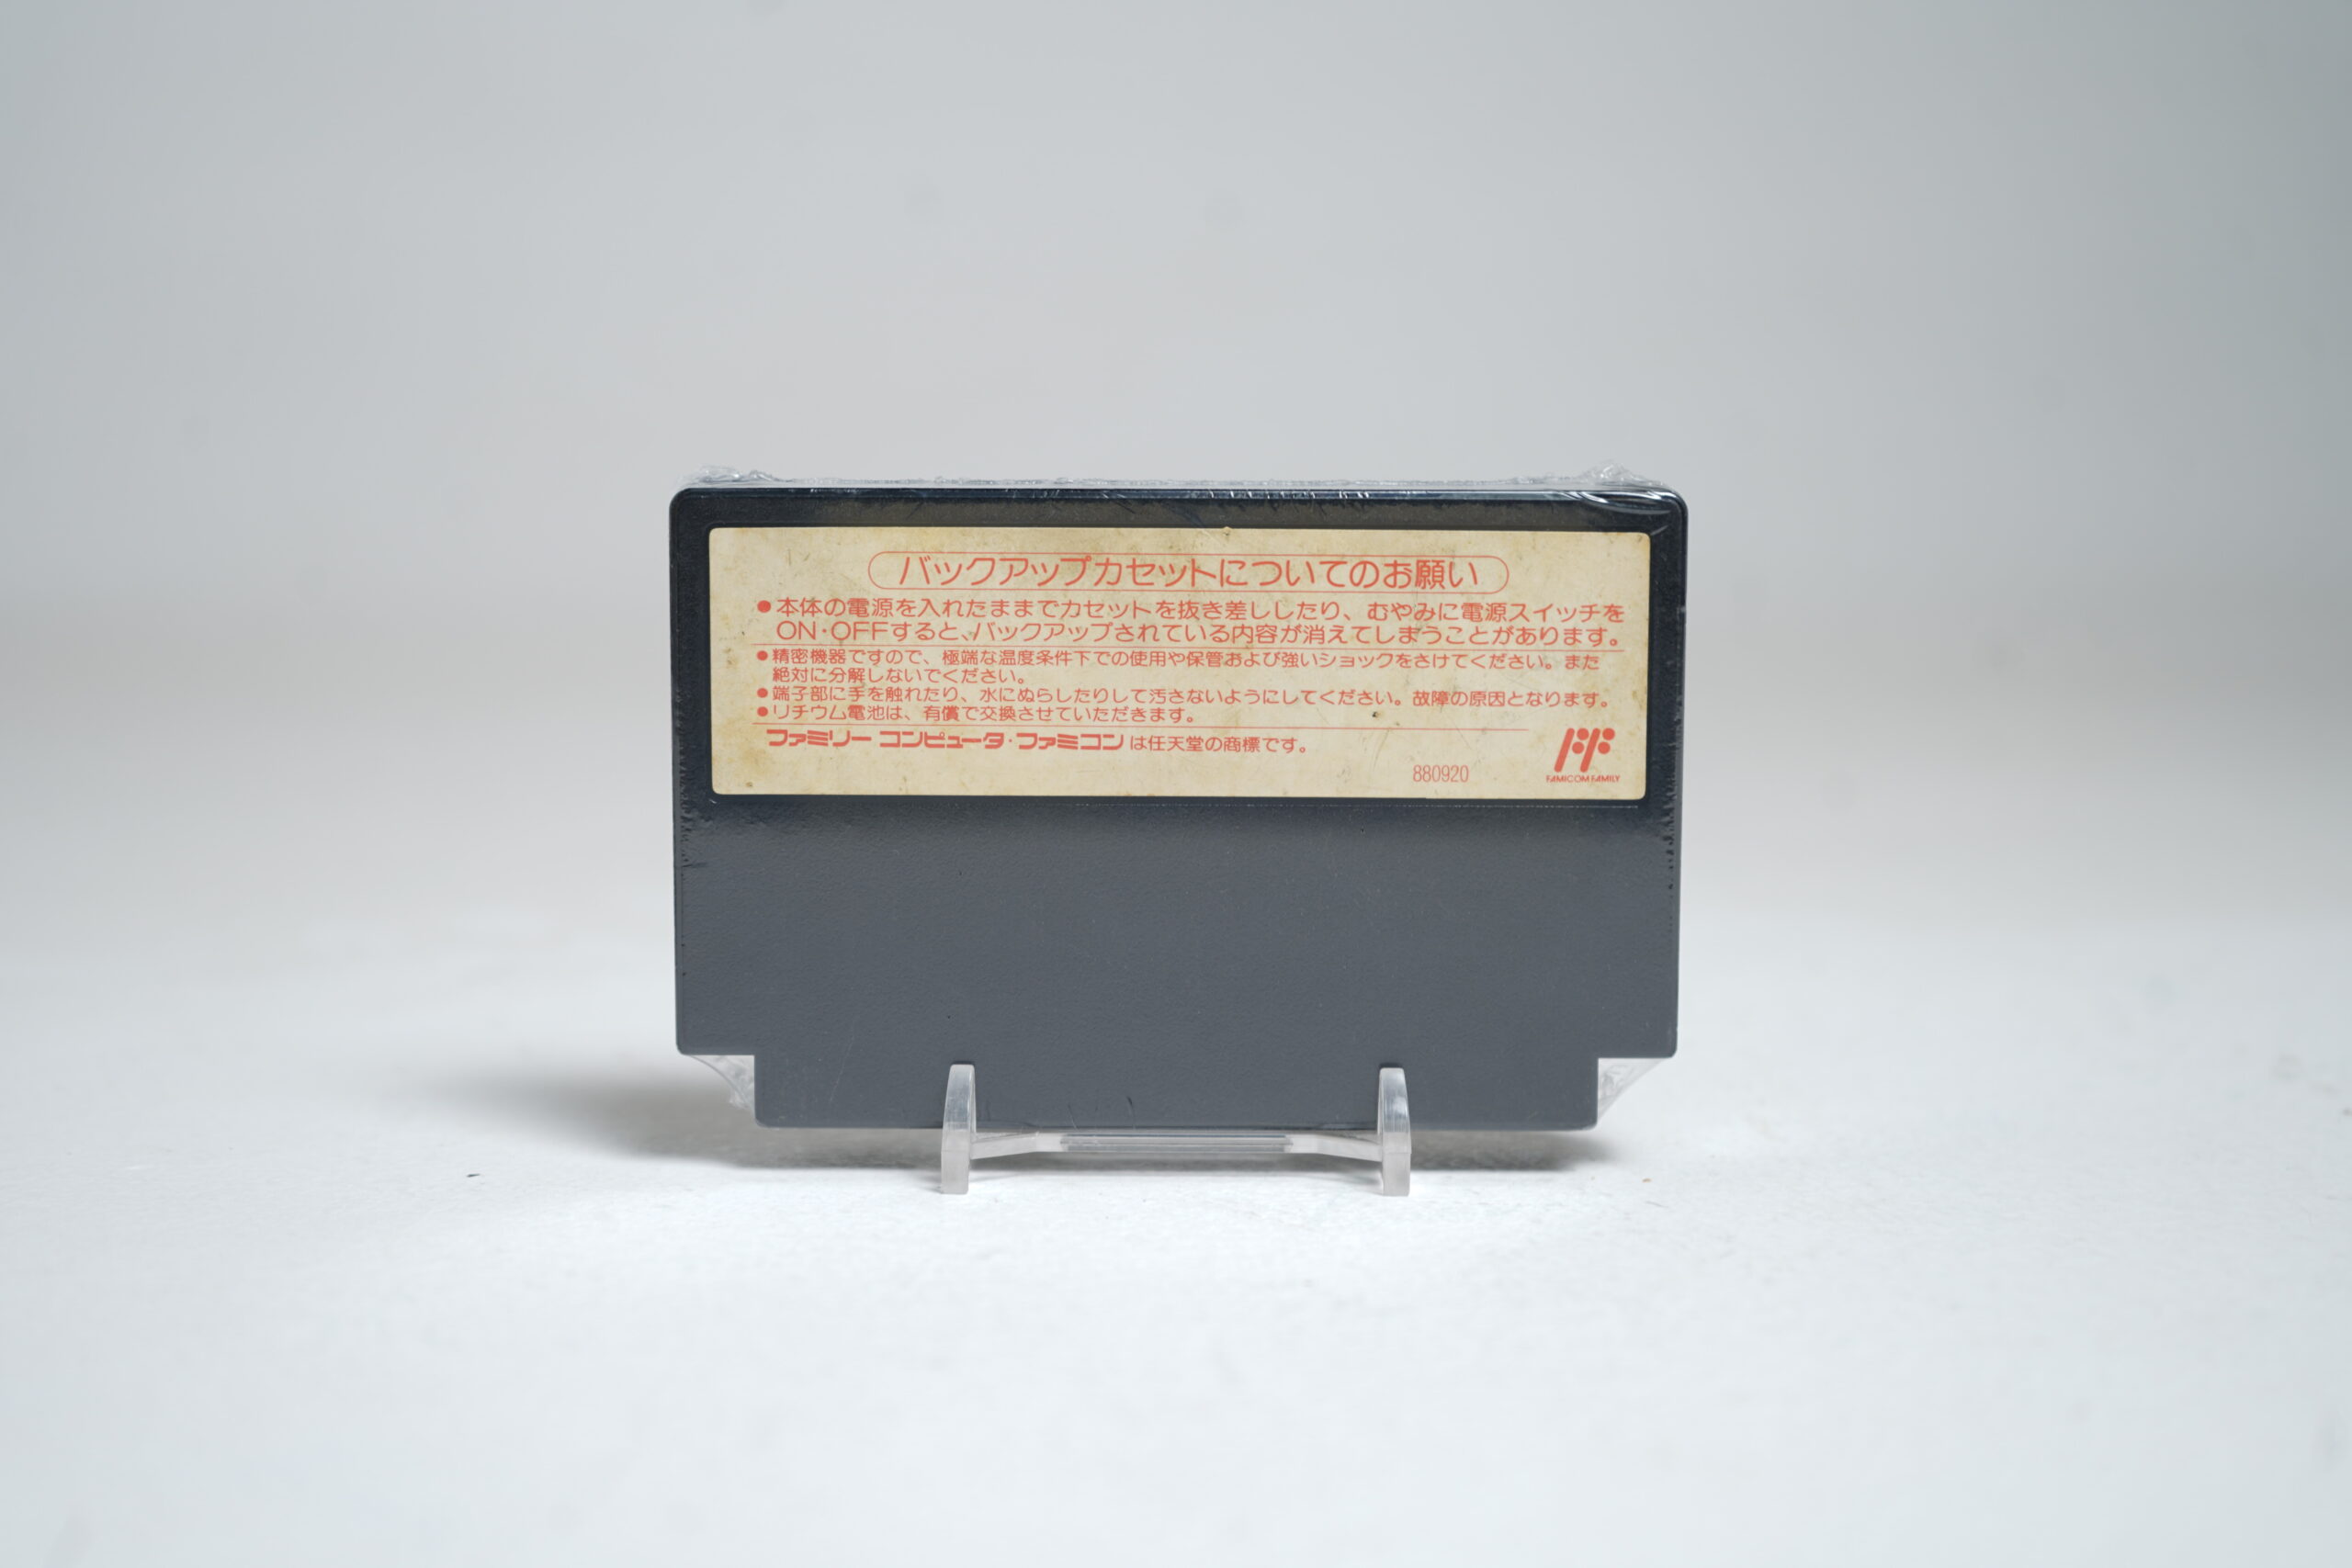 バックアップカセットについてのお願い
●本体の電源を入れたままでカセットを抜き差ししたり、むやみに電源スイッチを
ON・OFFすると、バックアップされている内容が消えてしまうことがあります。
●精密機器ですので、極端な温度条件下での使用や保管および強いショックをさけてください。また
絶対に分解しないでください。
●端子部に手を触れたり、水にぬらしたりして汚さないようにしてください。故障の原因となります。
●リチウム電池は、有償で交換させていただきます。
ファミリーコンピュータ・ファミコンは任天堂の商標です。
880920
FAMICOM FAMILY